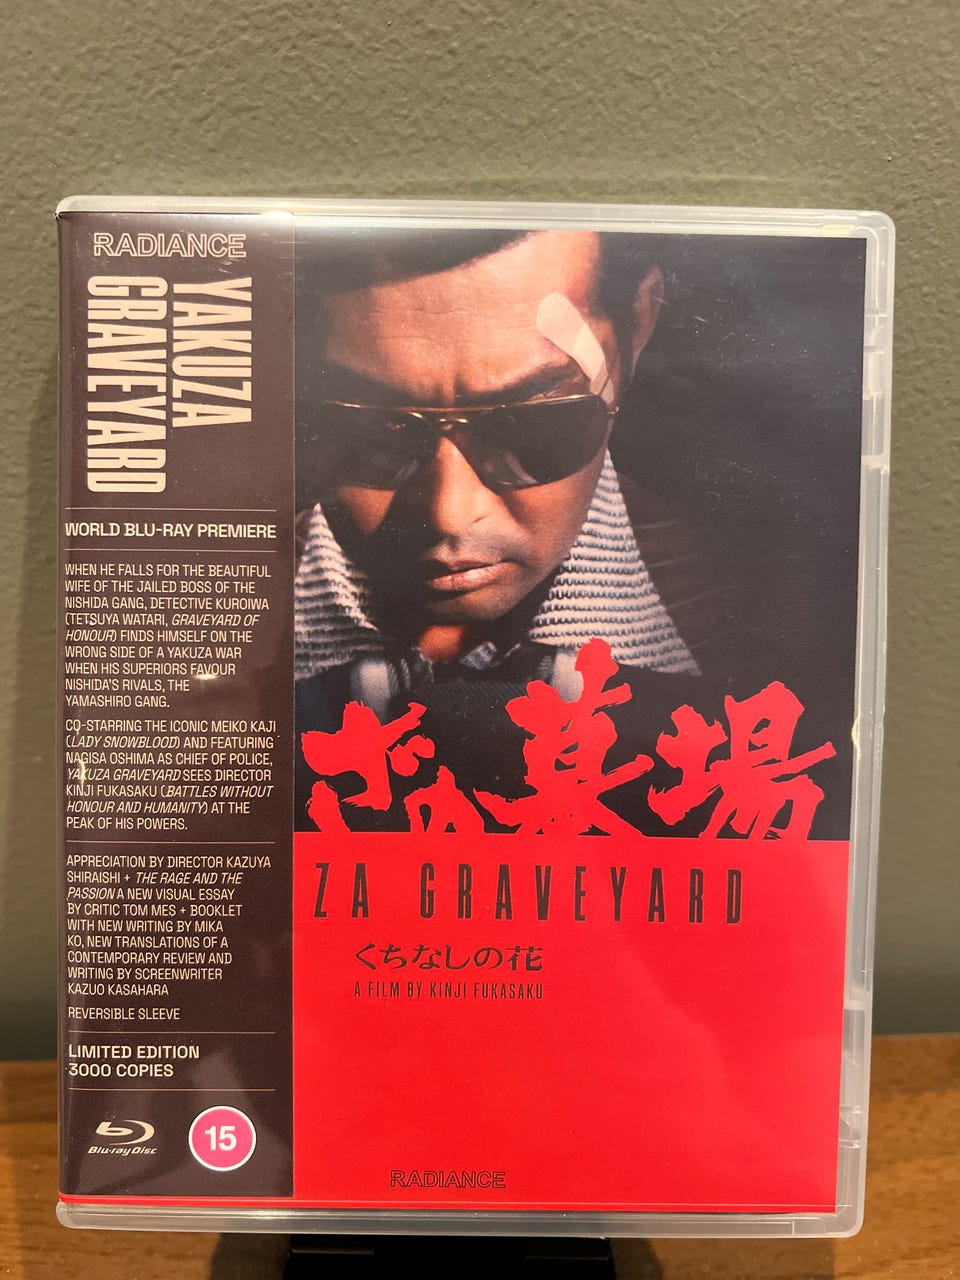 RADIANCE
YAKUZA
GRAVEYARD
WORLD BLU-RAY PREMIERE
WHEN HE FALLS FOR THE BEAUTIFUL
WIFE OF THE JAILED BOSS OF THE
NISHIDA GANG, DETECTIVE KUROIWA
(TETSUYA WATARI, GRAVEYARD OF
HONOUR) FINDS HIMSELF ON THE
WRONG SIDE OF A YAKUZA WAR
WHEN HIS SUPERIORS FAVOUR
NISHIDA'S RIVALS, THE
YAMASHIRO GANG.
CO-STARRING THE ICONIC MEIKO KAJI
(LADY SNOWBLOOD) AND FEATURING
NAGISA OSHIMA AS CHIEF OF POLICE,
YAKUZA GRAVEYARD SEES DIRECTOR
KINJI FUKASAKU (BATTLES WITHOUT
HONOUR AND HUMANITY) AT THE
PEAK OF HIS POWERS.
APPRECIATION BY DIRECTOR KAZUYA
SHIRAISHI + THE RAGE AND THE
PASSION A NEW VISUAL ESSAY
BY CRITIC TOM MES + BOOKLET
WITH NEW WRITING BY MIKA
KO, NEW TRANSLATIONS OF A
CONTEMPORARY REVIEW AND
WRITING BY SCREENWRITER
KAZUO KASAHARA
REVERSIBLE SLEEVE
LIMITED EDITION
3000 COPIES
Blu-ray Disc
15
の墓場
ZA GRAVEYARD
くちなしの花
A FILM BY KINJI FUKASAKU
RADIANCE